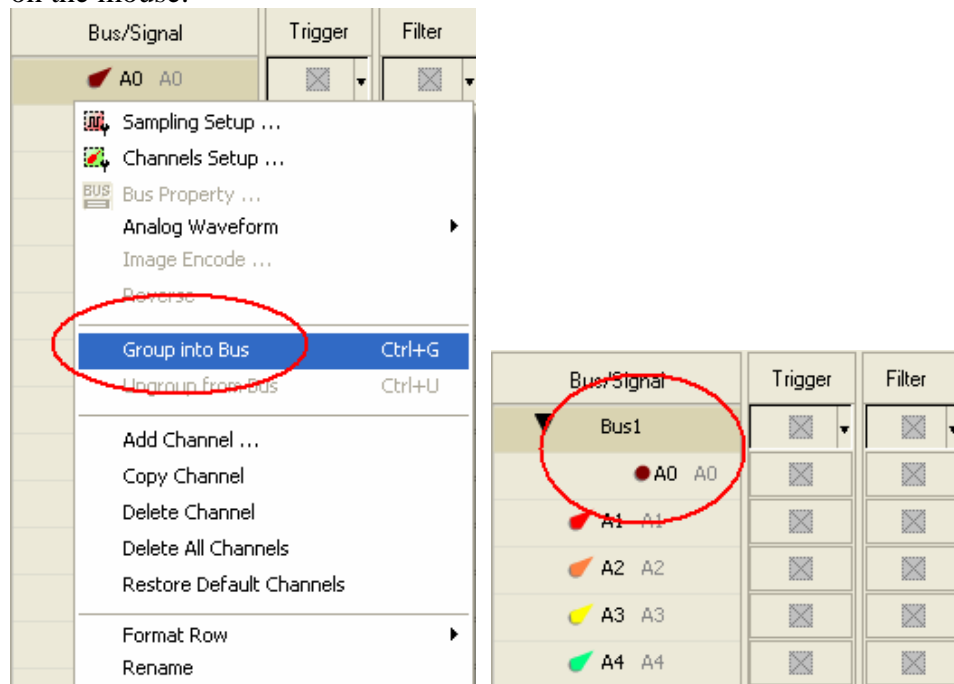 on the mouse.
Bus/Signal Trigger Filter
A0 A0
Sampling Setup ...
Channels Setup ...
BUS Bus Property ...
Analog Waveform
Image Encode ...
Reverse
Group into Bus Ctrl+G
Ungroup from Bus Ctrl+U
Add Channel ...
Copy Channel
Delete Channel
Delete All Channels
Restore Default Channels
Format Row
Rename
Bus/Signal Trigger Filter
Bus1
A0 A0
A1 A1
A2 A2
A3 A3
A4 A4